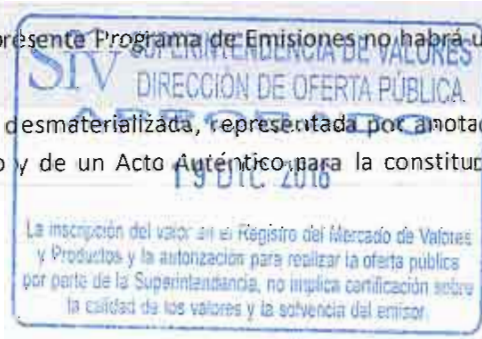 presente Programa de Emisiones no habrá u
SIV SUPERINTENDENCIA DE VALORES
DIRECCIÓN DE OFERTA PÚBLICA
APROBADO
desmaterializada, representada por anotac
o y de un Acto Auténtico para la constituc
19 DIC 2016
La inscripción del valor en el Registro del Mercado de Valores
y Productos y la autorización para realizar la oferta pública
por parte de la Superintendencia, no implica certificación sobre
la calidad de los valores y la solvencia del emisor.